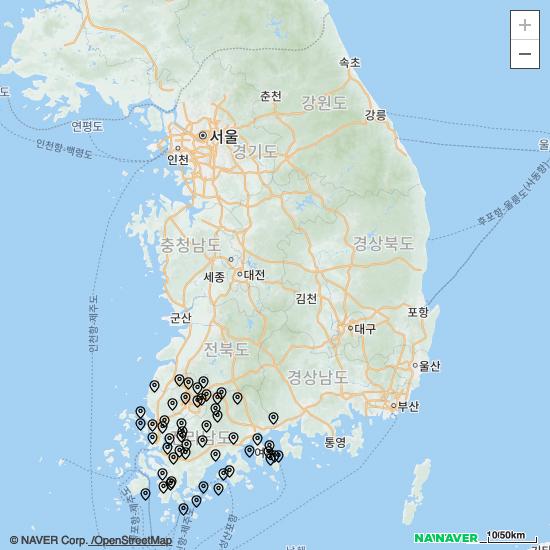 +
−
속초
춘천
강원도
강릉
도
연평도
서울
울
인천항-백령도
인천
경기도
후포항-울릉도(사동항)
충청남도
경상북도
세종
대전
인천항-제주도
김천
군산
포항
대구
전북도
울산
경상남도
부산
통영
여
© NAVER Corp. /OpenStreetMap
NAVER
10/50km